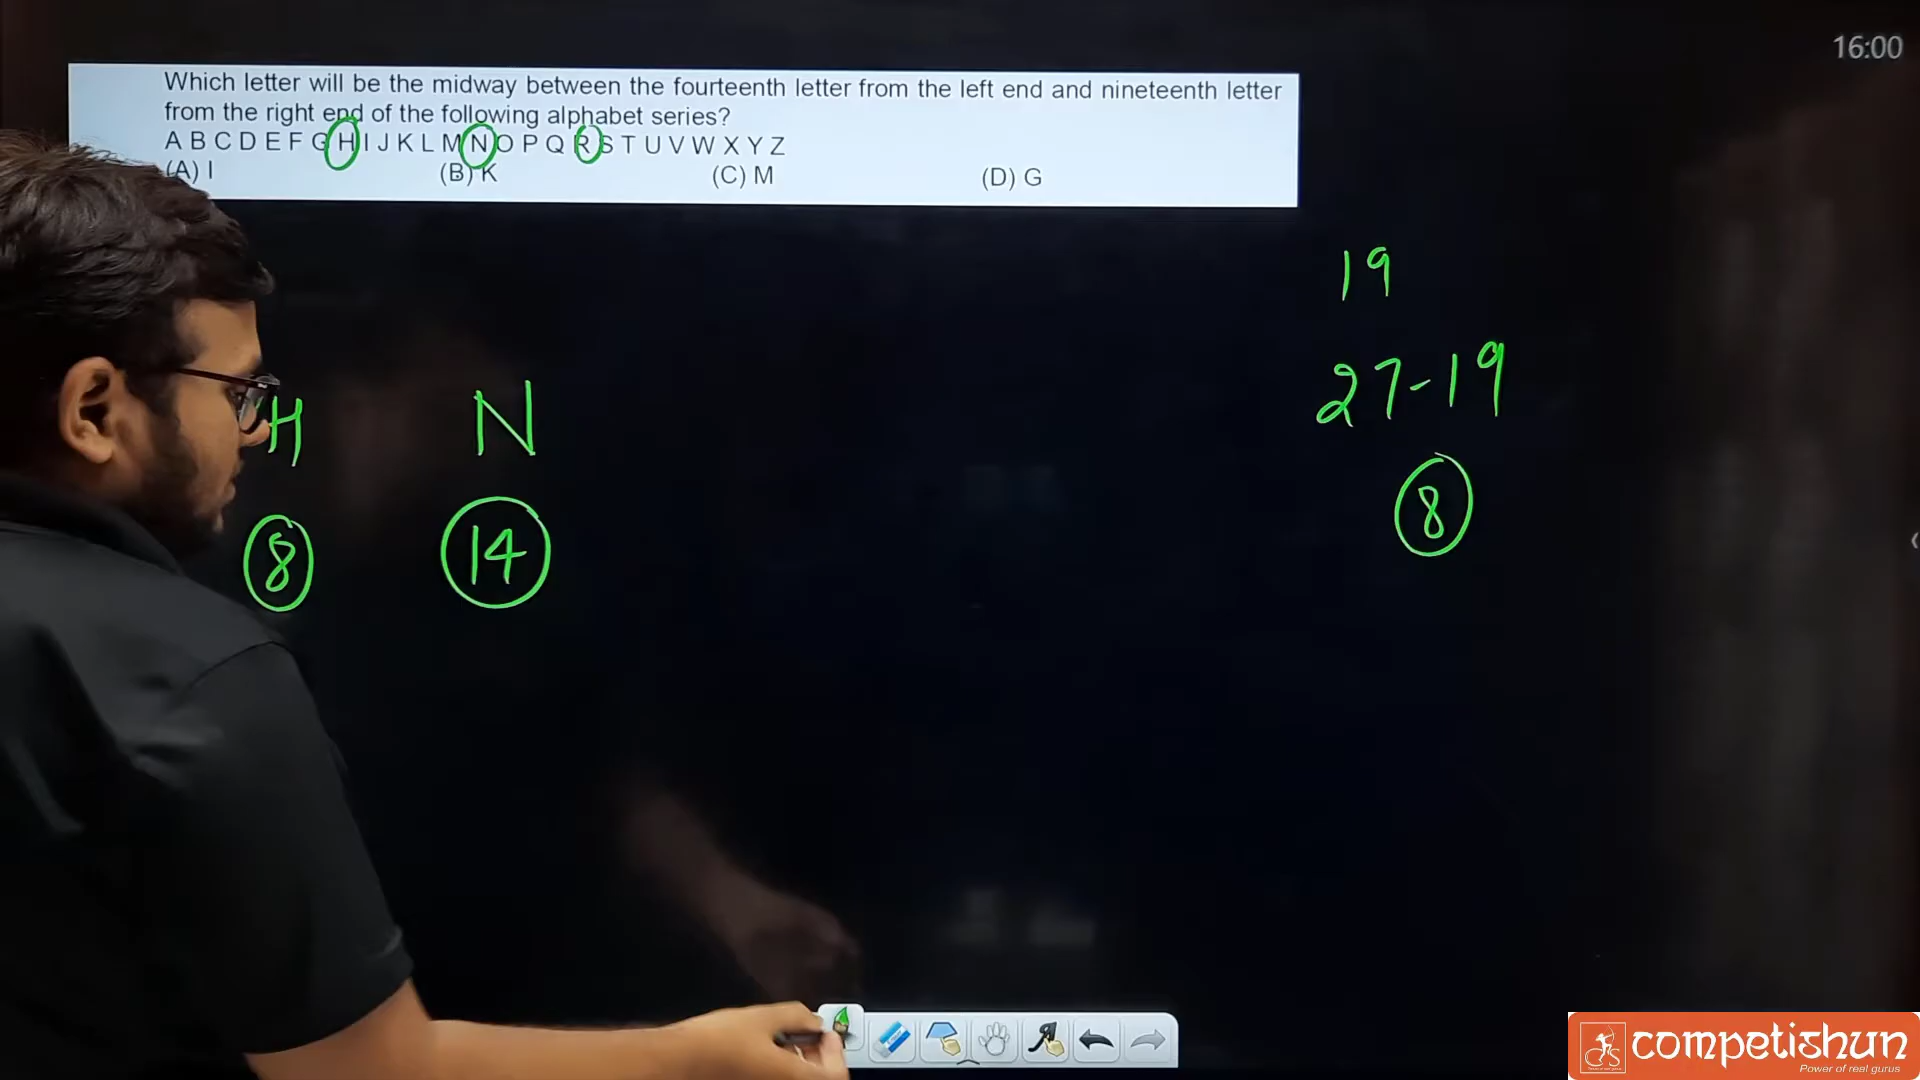 16:00
Which letter will be the midway between the fourteenth letter from the left end and nineteenth letter
from the right end of the following alphabet series?
A B C D E F G H I J K L M N O P Q R S T U V W X Y Z
(A) I (B) K (C) M (D) G
19
27-19
8
H N
8 14
competishun
Power of real gurus